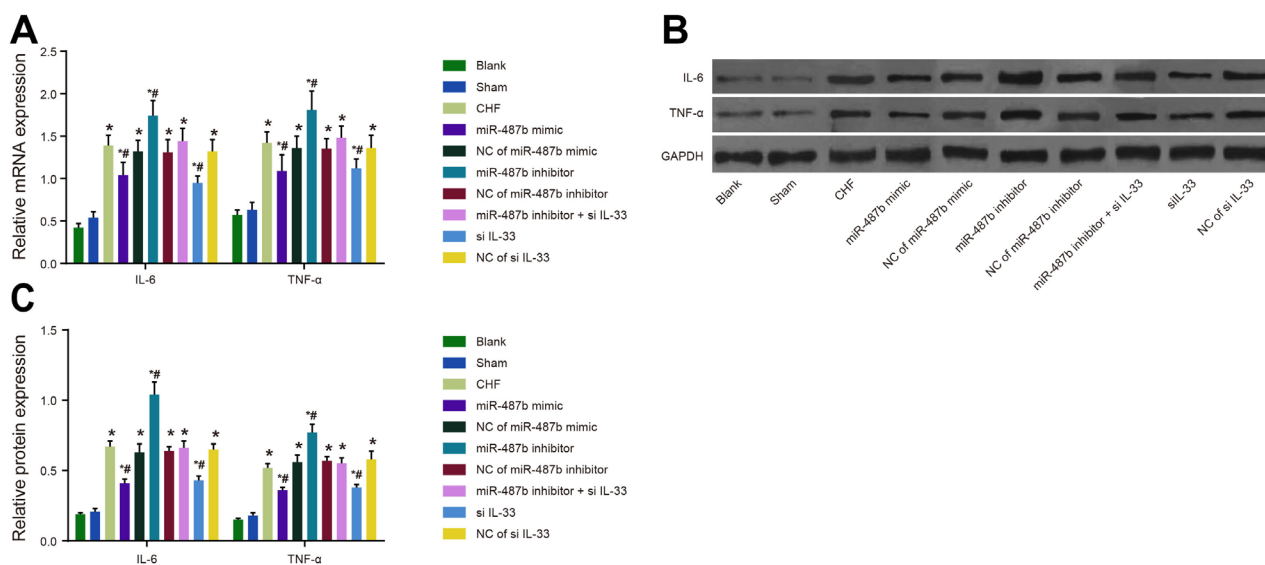 A
Relative mRNA expression
2.5
2.0
1.5
1.0
0.5
0.0
*
*#
*
*#
*
*
*#
*
*
*#
*
*#
*
*
*#
*
IL-6
TNF-α
Blank
Sham
CHF
miR-487b mimic
NC of miR-487b mimic
miR-487b inhibitor
NC of miR-487b inhibitor
miR-487b inhibitor + si IL-33
si IL-33
NC of si IL-33
B
IL-6
TNF-α
GAPDH
Blank
Sham
CHF
miR-487b mimic
NC of miR-487b mimic
miR-487b inhibitor
NC of miR-487b inhibitor
miR-487b inhibitor + si IL-33
siIL-33
NC of si IL-33
C
Relative protein expression
1.5
1.0
0.5
0.0
*
*#
*
*#
*
*
*#
*
*
*#
*
*#
*
*
*#
*
IL-6
TNF-α
Blank
Sham
CHF
miR-487b mimic
NC of miR-487b mimic
miR-487b inhibitor
NC of miR-487b inhibitor
miR-487b inhibitor + si IL-33
si IL-33
NC of si IL-33